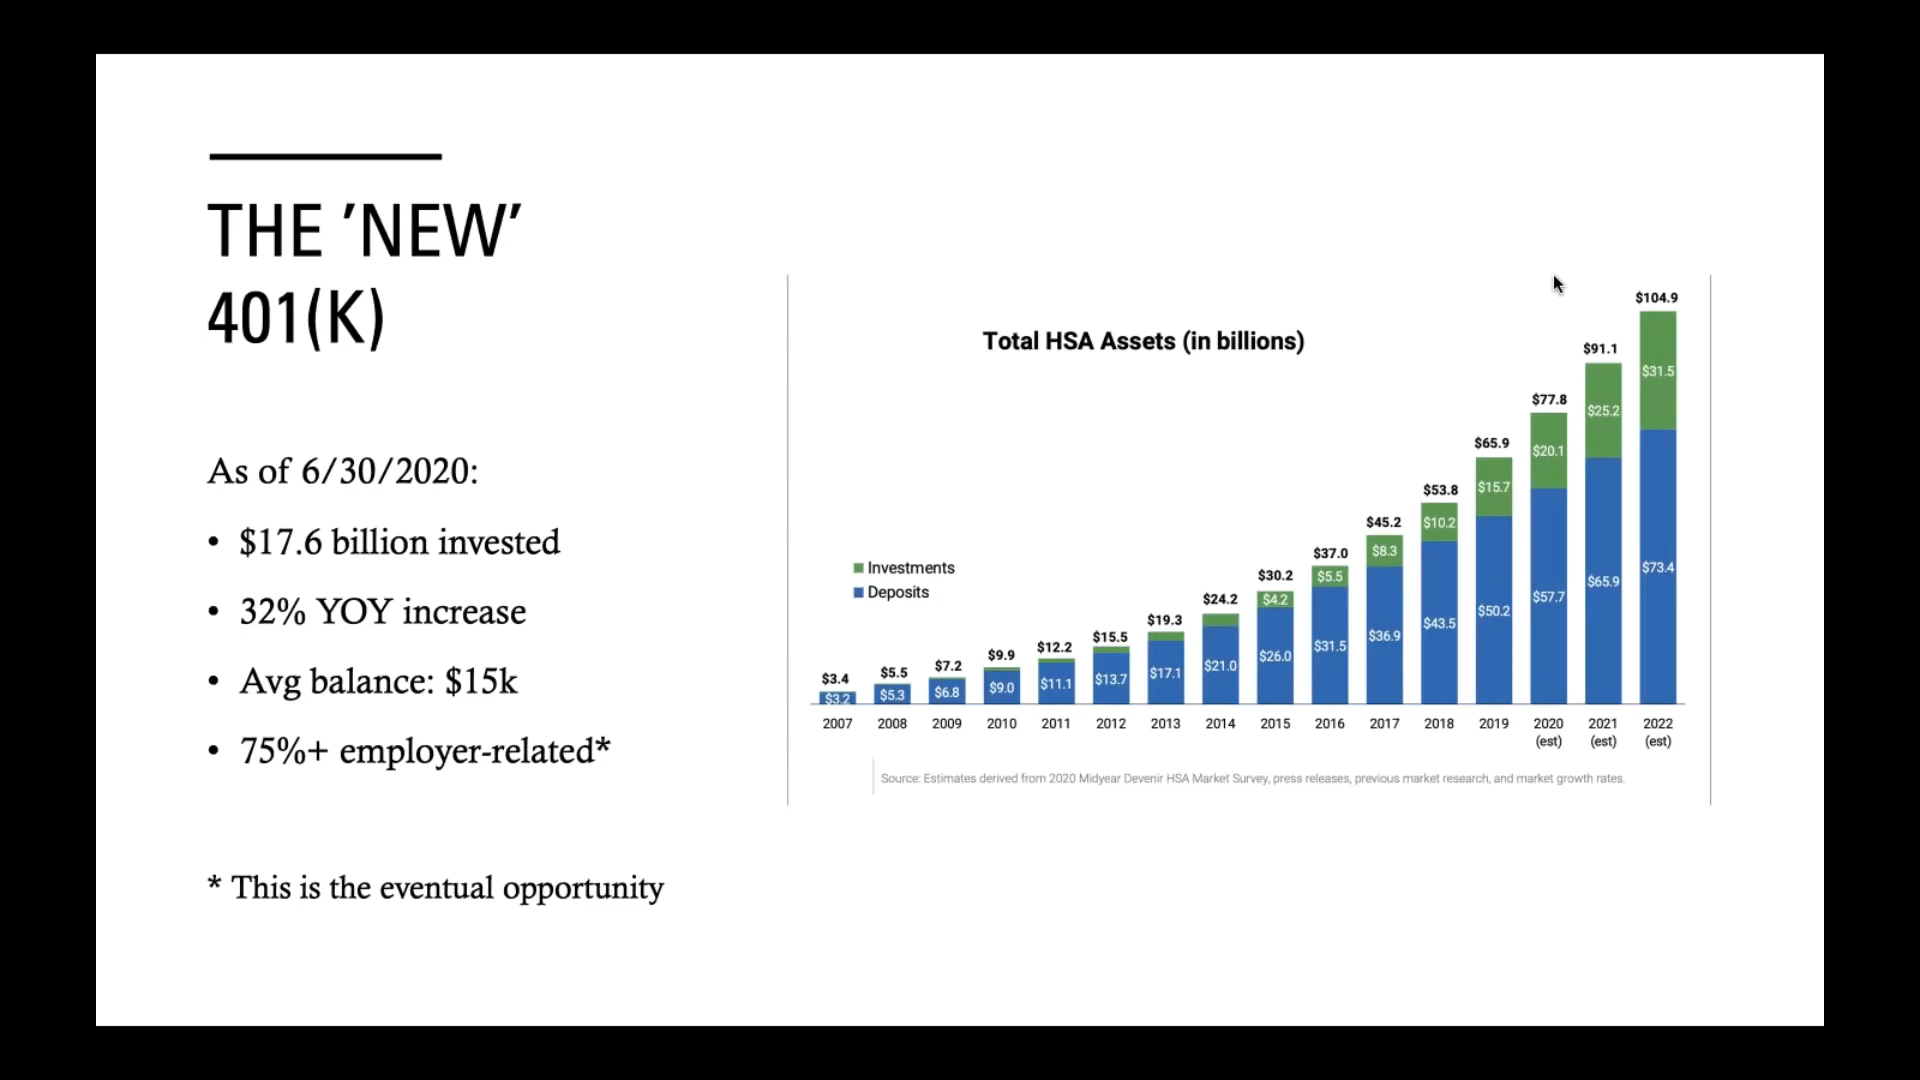 THE ’NEW’
401(K)
As of 6/30/2020:
• $17.6 billion invested
• 32% YOY increase
• Avg balance: $15k
• 75%+ employer-related*
* This is the eventual opportunity
Total HSA Assets (in billions)
Investments
Deposits
$3.4 $5.5 $7.2 $9.9 $12.2 $15.5 $19.3 $24.2 $30.2 $37.0 $45.2 $53.8 $65.9 $77.8 $91.1 $104.9
$4.2 $5.5 $8.3 $10.2 $15.7 $20.1 $25.2 $31.5
$3.2 $5.3 $6.8 $9.0 $11.1 $13.7 $17.1 $21.0 $26.0 $31.5 $36.9 $43.5 $50.2 $57.7 $65.9 $73.4
2007 2008 2009 2010 2011 2012 2013 2014 2015 2016 2017 2018 2019 2020 2021 2022
(est) (est) (est)
Source: Estimates derived from 2020 Midyear Devenir HSA Market Survey, press releases, previous market research, and market growth rates.